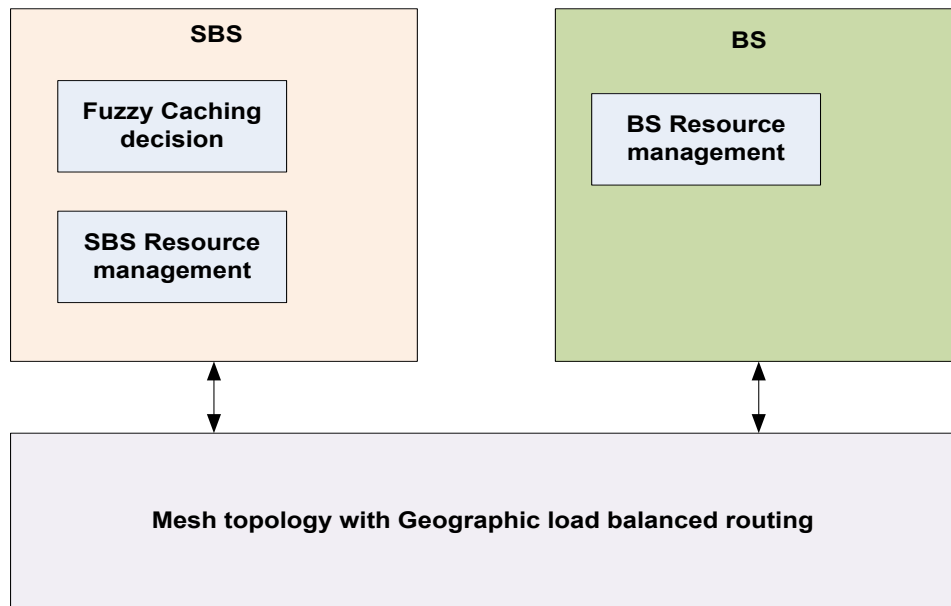 SBS
Fuzzy Caching
decision
SBS Resource
management
BS
BS Resource
management
Mesh topology with Geographic load balanced routing